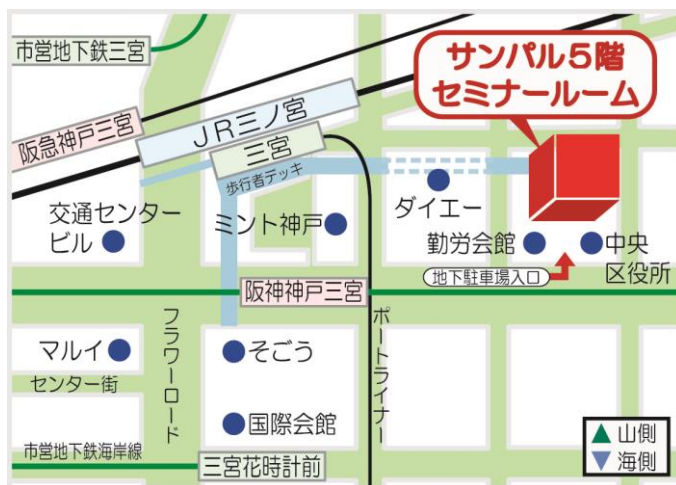 市営地下鉄三宮
サンパル5階
セミナールーム
阪急神戸三宮
JR三ノ宮
三宮
歩行者デッキ
ダイエー
交通センター
ビル
ミント神戸
勤労会館
中央
区役所
地下駐車場入口
阪神神戸三宮
フラワーロード
ポートライナー
マルイ
そごう
センター街
国際会館
市営地下鉄海岸線
三宮花時計前
▲山側
▼海側